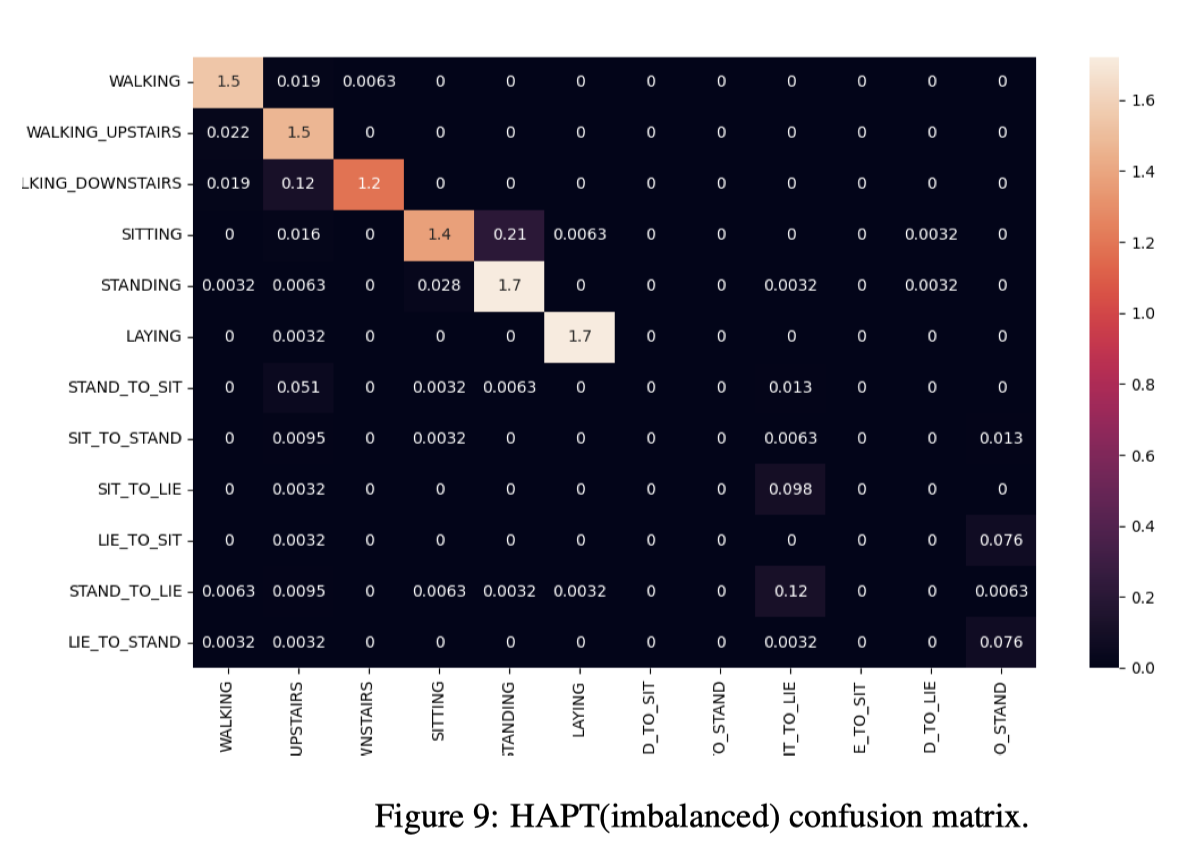 WALKING 1.5 0.019 0.0063 0 0 0 0 0 0 0 0 0
1.6
WALKING_UPSTAIRS 0.022 1.5 0 0 0 0 0 0 0 0 0 0
1.4
LKING_DOWNSTAIRS 0.019 0.12 1.2 0 0 0 0 0 0 0 0 0
SITTING 0 0.016 0 1.4 0.21 0.0063 0 0 0 0 0.0032 0
1.2
STANDING 0.0032 0.0063 0 0.028 1.7 0 0 0 0.0032 0 0.0032 0
1.0
LAYING 0 0.0032 0 0 0 1.7 0 0 0 0 0 0
STAND_TO_SIT 0 0.051 0 0.0032 0.0063 0 0 0 0.013 0 0 0
0.8
SIT_TO_STAND 0 0.0095 0 0.0032 0 0 0 0 0.0063 0 0 0.013
0.6
SIT_TO_LIE 0 0.0032 0 0 0 0 0 0 0.098 0 0 0
LIE_TO_SIT 0 0.0032 0 0 0 0 0 0 0 0 0 0.076
0.4
STAND_TO_LIE 0.0063 0.0095 0 0.0063 0.0032 0.0032 0 0 0.12 0 0 0.0063
0.2
LIE_TO_STAND 0.0032 0.0032 0 0 0 0 0 0 0.0032 0 0 0.076
0.0
WALKING
UPSTAIRS
WNSTAIRS
SITTING
STANDING
LAYING
D_TO_SIT
O_STAND
IT_TO_LIE
E_TO_SIT
D_TO_LIE
O_STAND
Figure 9: HAPT(imbalanced) confusion matrix.